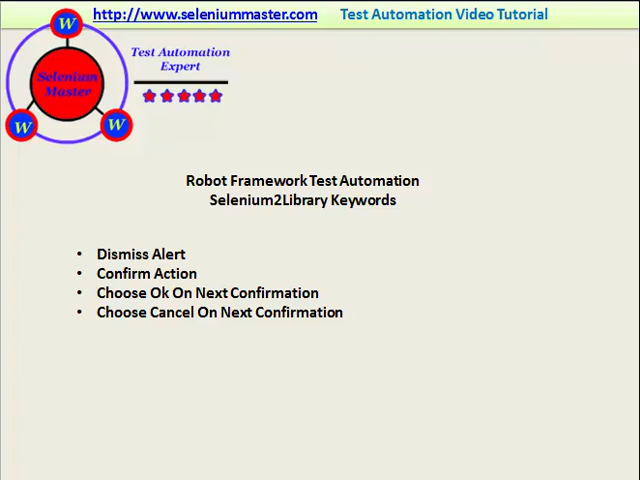 http://www.seleniummaster.com Test Automation Video Tutorial
W
Test Automation
Expert
Selenium
Master
W W
Robot Framework Test Automation
Selenium2Library Keywords
• Dismiss Alert
• Confirm Action
• Choose Ok On Next Confirmation
• Choose Cancel On Next Confirmation